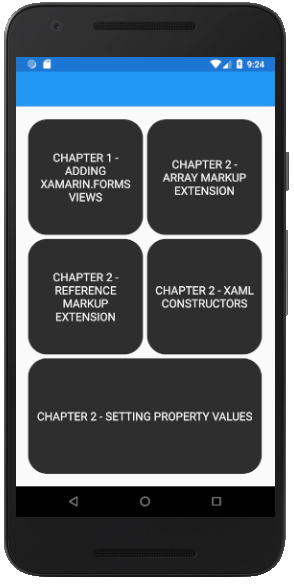 9:24
CHAPTER 1 -
ADDING
XAMARIN.FORMS
VIEWS
CHAPTER 2 -
ARRAY MARKUP
EXTENSION
CHAPTER 2 -
REFERENCE
MARKUP
EXTENSION
CHAPTER 2 - XAML
CONSTRUCTORS
CHAPTER 2 - SETTING PROPERTY VALUES